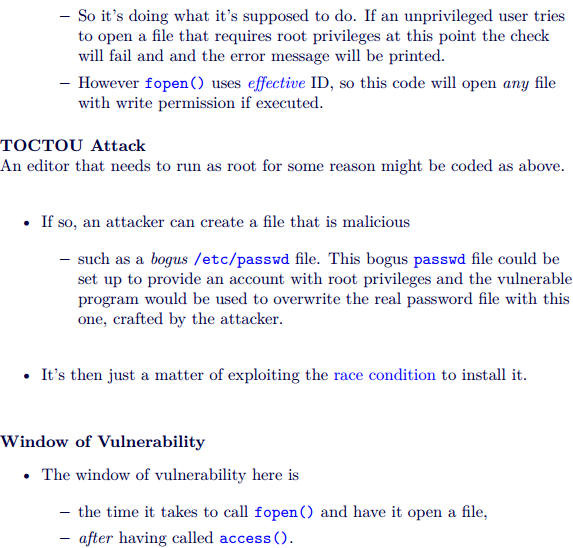 – So it's doing what it's supposed to do. If an unprivileged user tries
to open a file that requires root privileges at this point the check
will fail and and the error message will be printed.
– However fopen() uses effective ID, so this code will open any file
with write permission if executed.
TOCTOU Attack
An editor that needs to run as root for some reason might be coded as above.
• If so, an attacker can create a file that is malicious
– such as a bogus /etc/passwd file. This bogus passwd file could be
set up to provide an account with root privileges and the vulnerable
program would be used to overwrite the real password file with this
one, crafted by the attacker.
• It's then just a matter of exploiting the race condition to install it.
Window of Vulnerability
• The window of vulnerability here is
– the time it takes to call fopen() and have it open a file,
– after having called access().